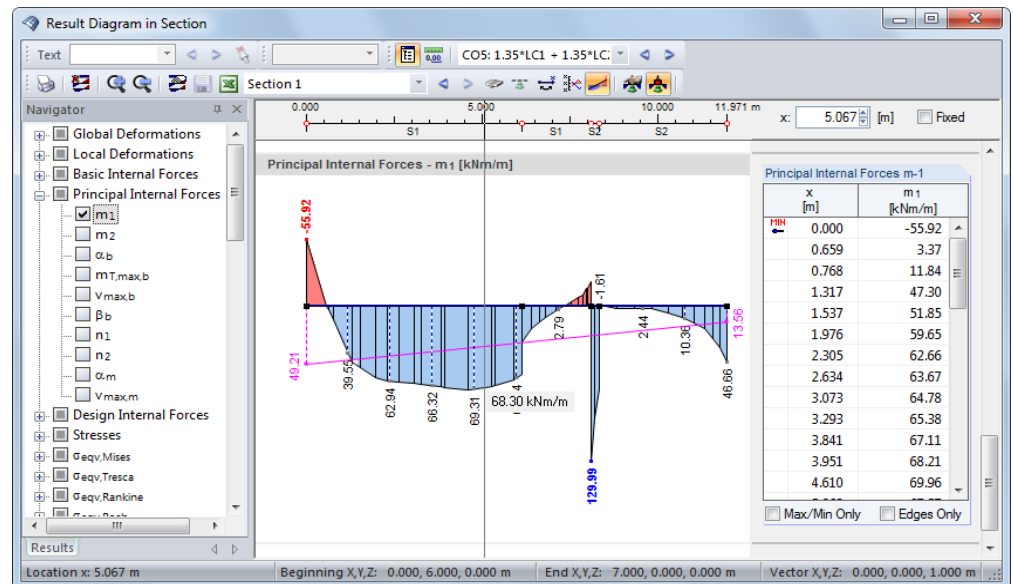 Result Diagram in Section
Text
CO5: 1.35*LC1 + 1.35*LC:
Section 1
Navigator
Global Deformations
Local Deformations
Basic Internal Forces
Principal Internal Forces
m1
m2
αb
mT,max,b
vmax,b
βb
n1
n2
αm
vmax,m
Design Internal Forces
Stresses
σeqv,Mises
σeqv,Tresca
σeqv,Rankine
Results
0.000 5.000 10.000 11.971 m
S1 S1 S2 S2
Principal Internal Forces - m1 [kNm/m]
-55.92
49.21
39.55
62.94
66.32
69.31
68.30 kNm/m
2.79
-1.61
129.99
2.44
10.36
46.66
13.56
x: 5.067 [m] Fixed
Principal Internal Forces m-1
x m1
[m] [kNm/m]
MIN 0.000 -55.92
0.659 3.37
0.768 11.84
1.317 47.30
1.537 51.85
1.976 59.65
2.305 62.66
2.634 63.67
3.073 64.78
3.293 65.38
3.841 67.11
3.951 68.21
4.610 69.96
Max/Min Only Edges Only
Location x: 5.067 m Beginning X,Y,Z: 0.000, 6.000, 0.000 m End X,Y,Z: 7.000, 0.000, 0.000 m Vector X,Y,Z: 0.000, 0.000, 1.000 m